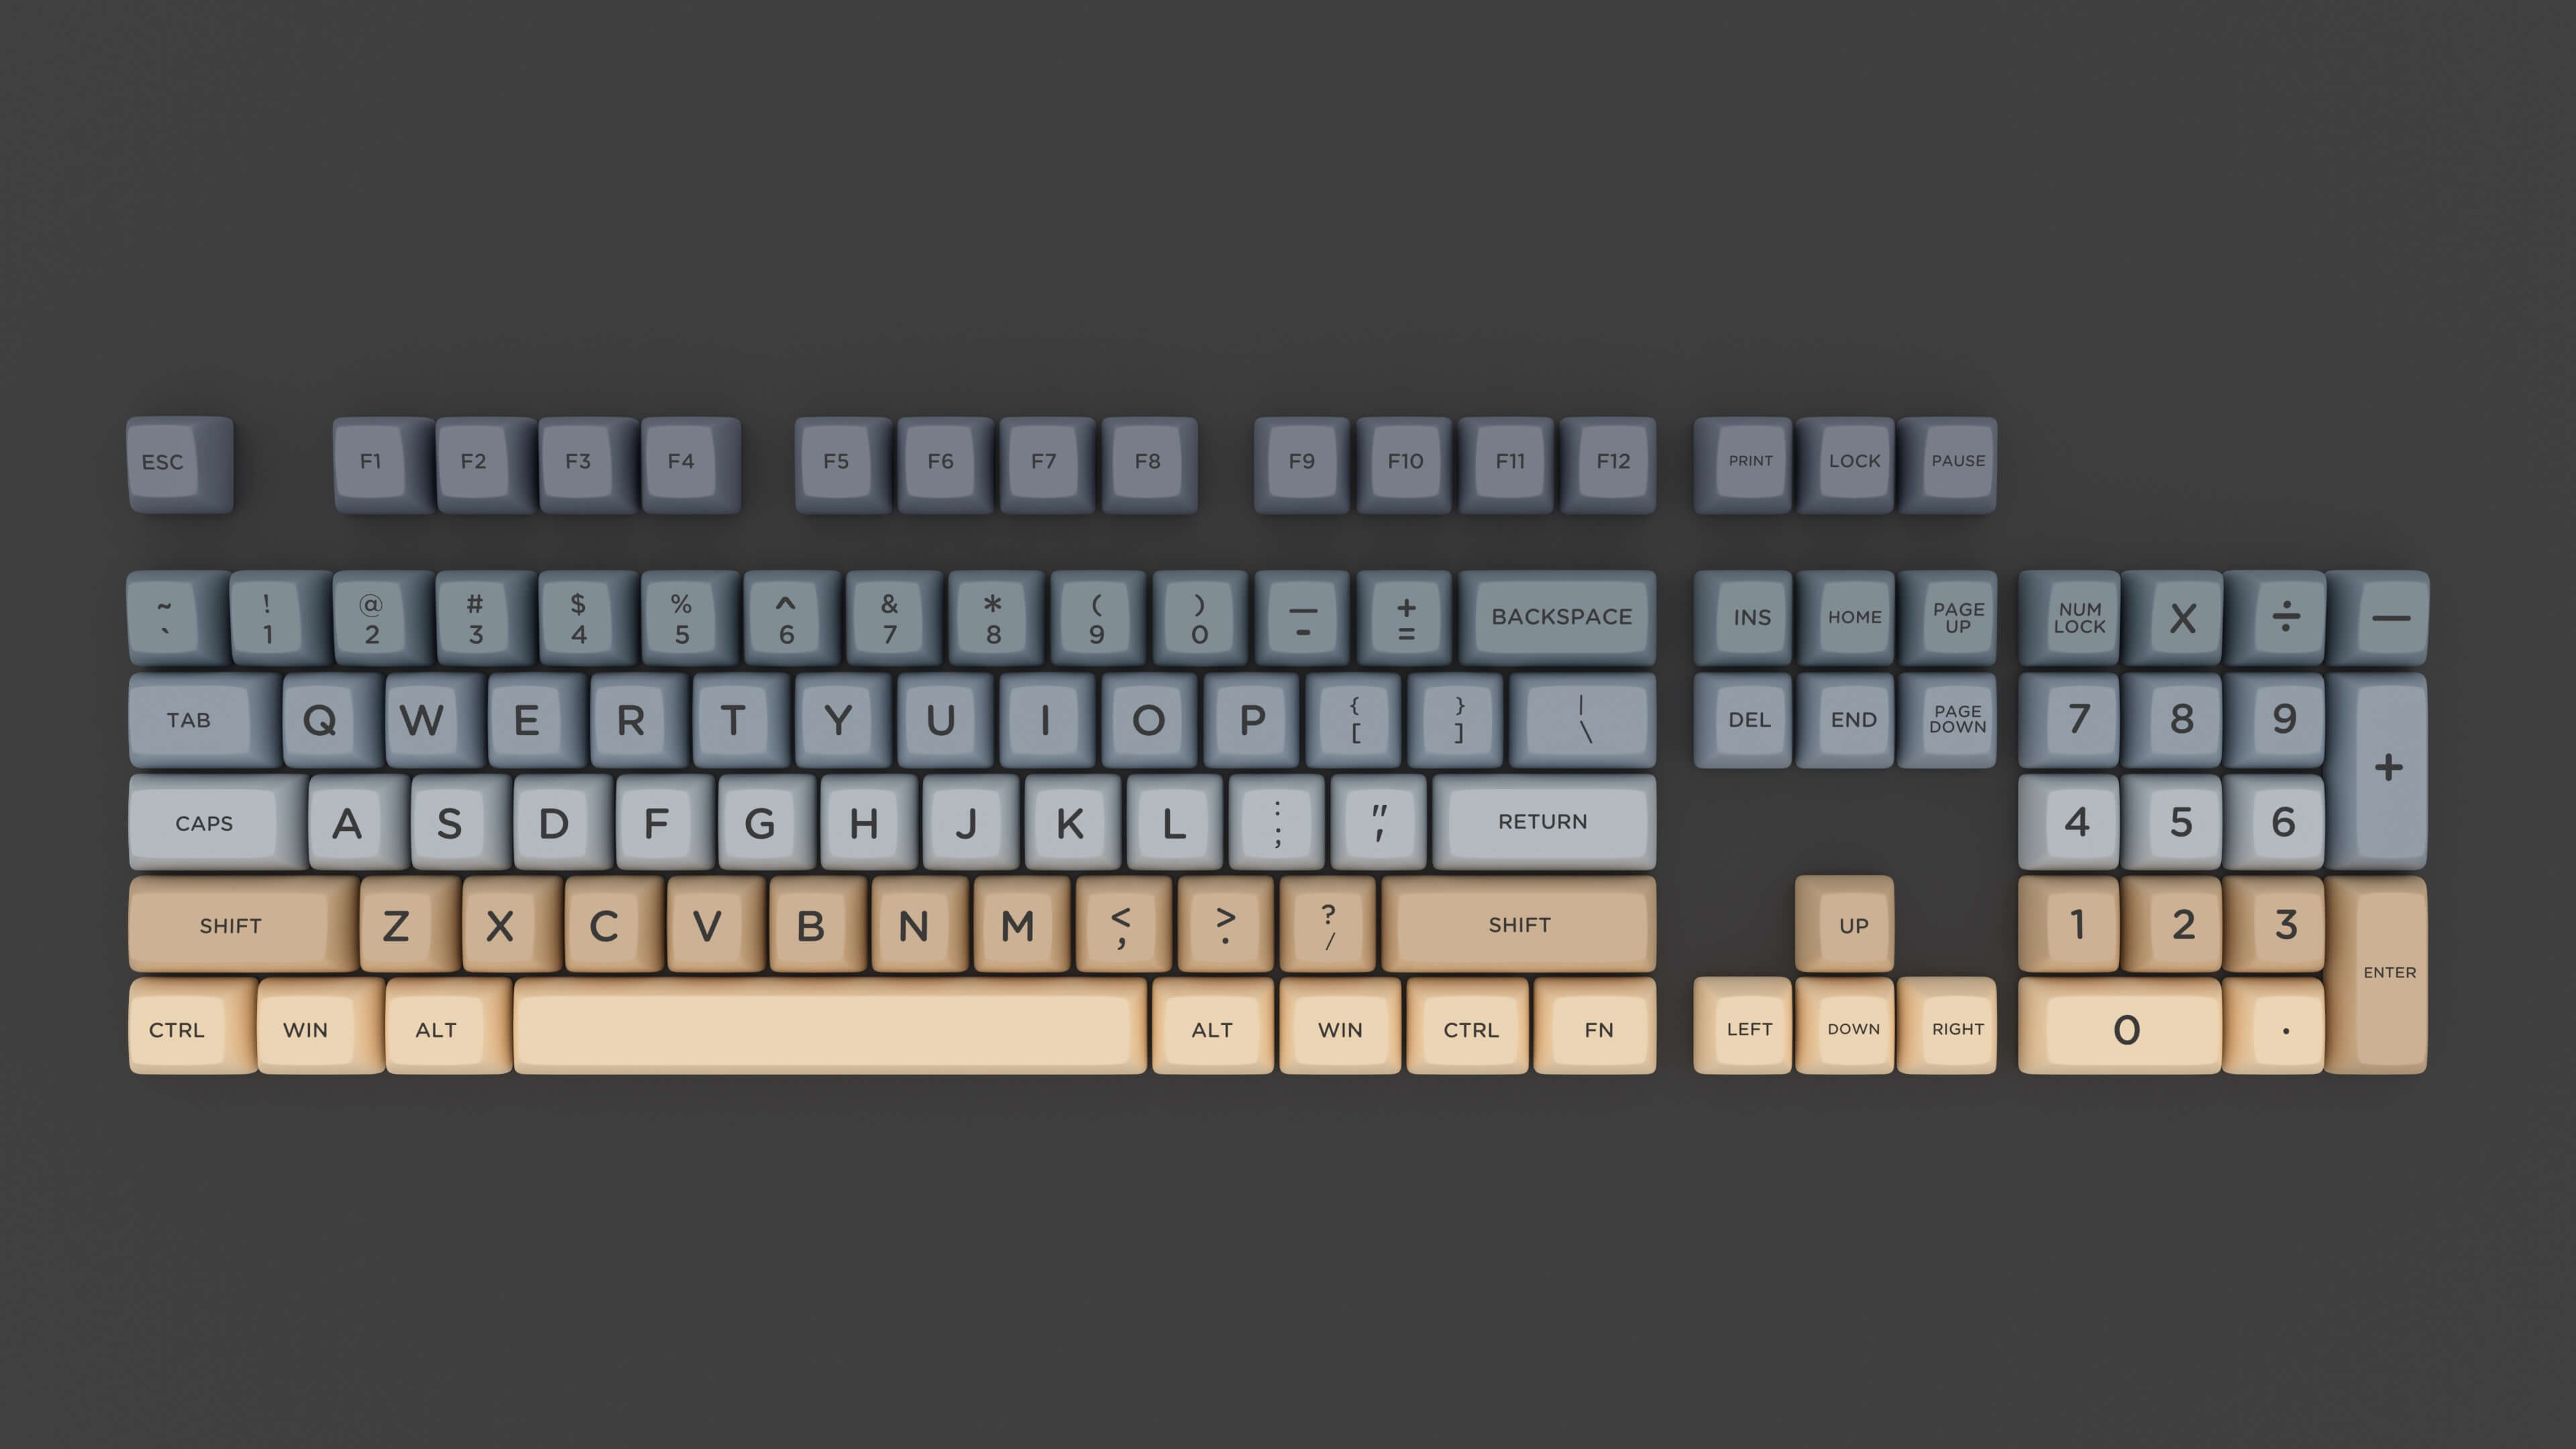 ESC F1 F2 F3 F4 F5 F6 F7 F8 F9 F10 F11 F12 PRINT LOCK PAUSE
~ ! @ # $ % ^ & * ( ) — +
` 1 2 3 4 5 6 7 8 9 0 - = BACKSPACE INS HOME PAGE UP NUM LOCK X ÷ —
TAB Q W E R T Y U I O P { [ } ] | \ DEL END PAGE DOWN 7 8 9 +
CAPS A S D F G H J K L : ; " ' RETURN 4 5 6
SHIFT Z X C V B N M < , > . ? / SHIFT UP 1 2 3 ENTER
CTRL WIN ALT ALT WIN CTRL FN LEFT DOWN RIGHT 0 .